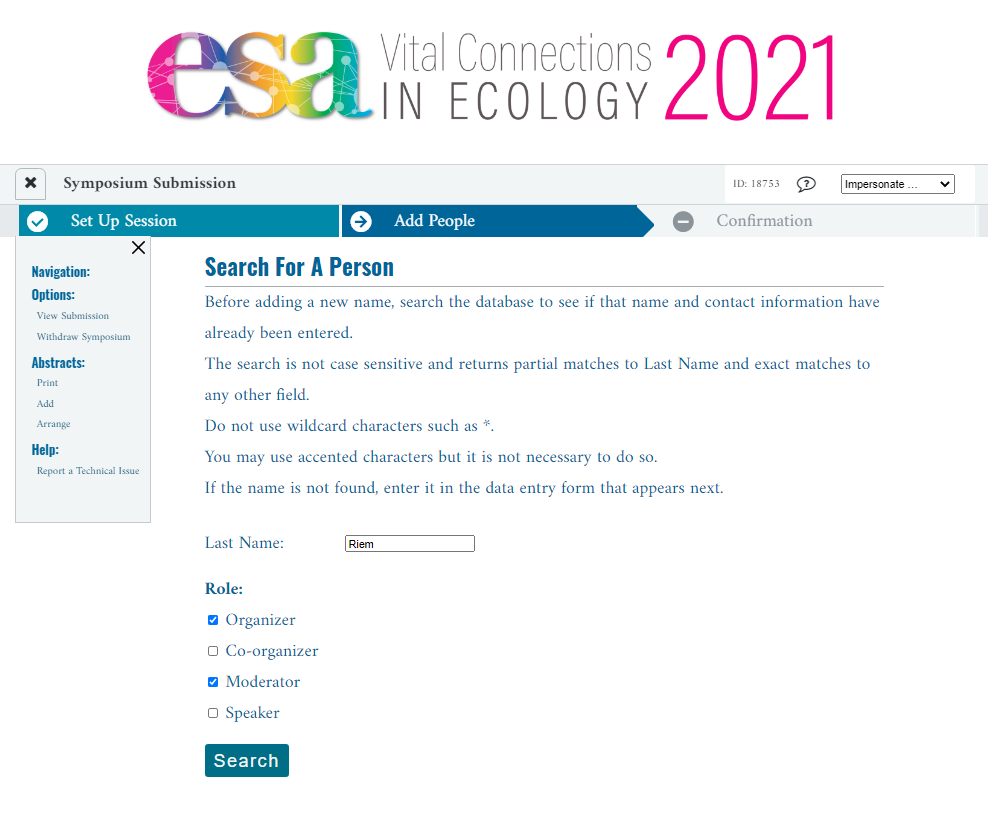 esa Vital Connections IN ECOLOGY 2021
Symposium Submission
ID: 18753
Impersonate ...
Set Up Session
Add People
Confirmation
Navigation:
Options:
View Submission
Withdraw Symposium
Abstracts:
Print
Add
Arrange
Help:
Report a Technical Issue
Search For A Person
Before adding a new name, search the database to see if that name and contact information have
already been entered.
The search is not case sensitive and returns partial matches to Last Name and exact matches to
any other field.
Do not use wildcard characters such as *.
You may use accented characters but it is not necessary to do so.
If the name is not found, enter it in the data entry form that appears next.
Last Name: Riem
Role:
Organizer
Co-organizer
Moderator
Speaker
Search